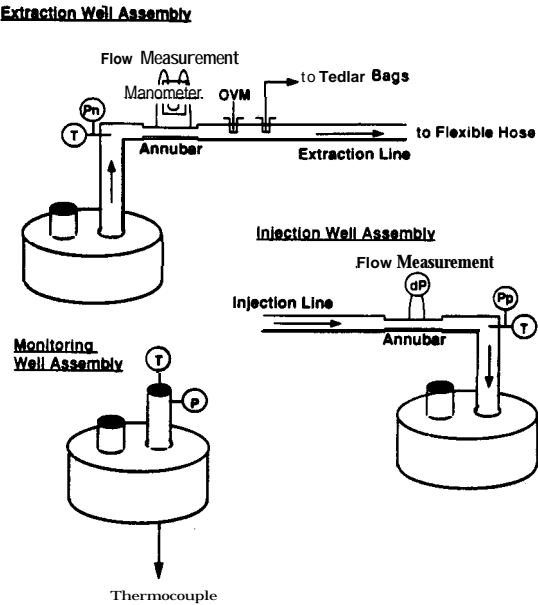 Extraction Well Assembly
Flow Measurement
Manometer.
OVM
to Tedlar Bags
Pn
T
Annubar
Extraction Line
to Flexible Hose
Injection Well Assembly
.Flow Measurement
dP
Injection Line
Pp
T
Annubar
Monitoring
Well Assembly
T
P
Thermocouple